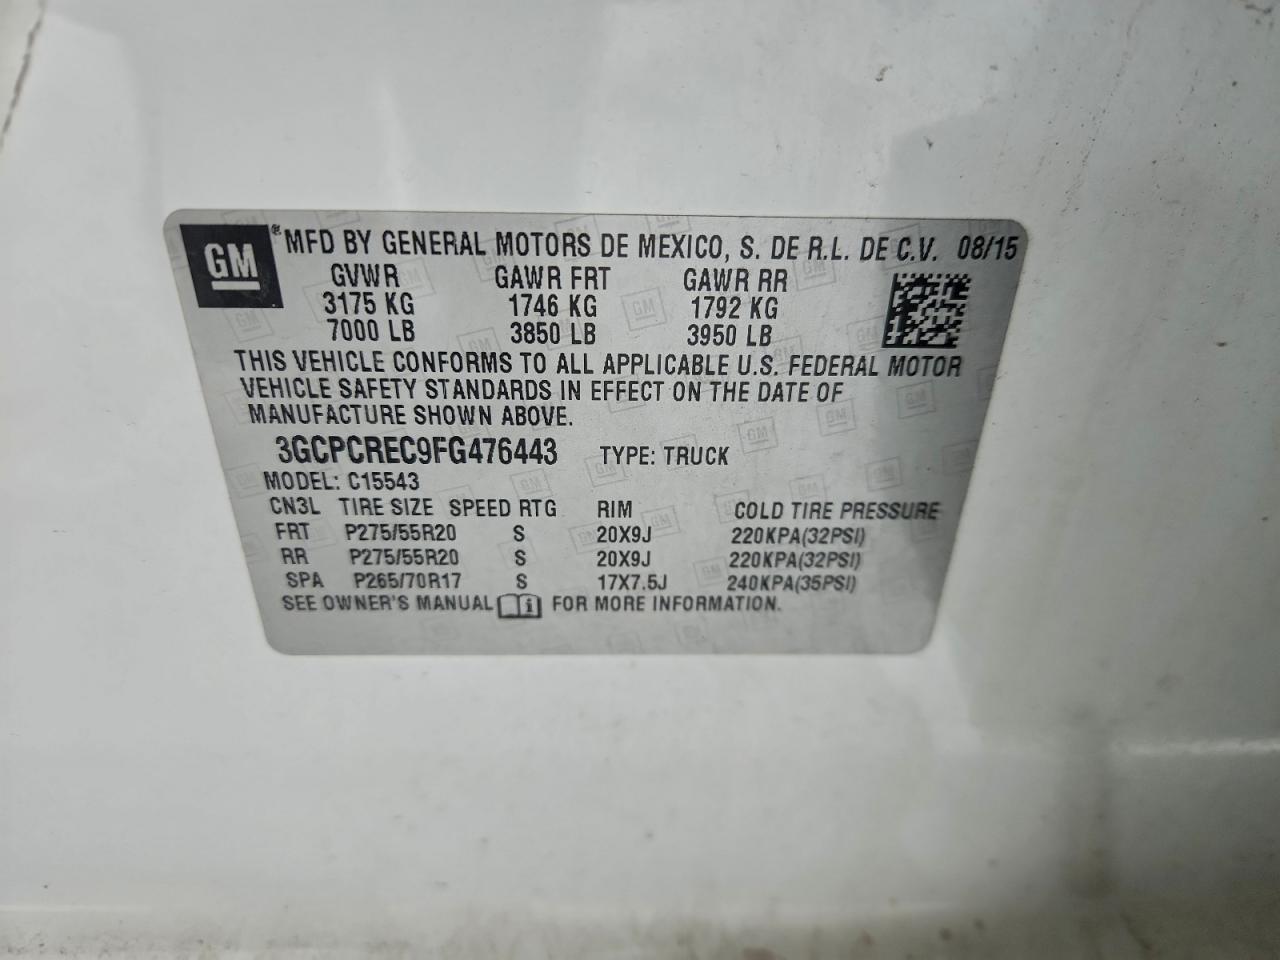 GM ® MFD BY GENERAL MOTORS DE MEXICO, S. DE R.L. DE C.V. 08/15
GVWR GAWR FRT GAWR RR
3175 KG 1746 KG 1792 KG
7000 LB 3850 LB 3950 LB
THIS VEHICLE CONFORMS TO ALL APPLICABLE U.S. FEDERAL MOTOR
VEHICLE SAFETY STANDARDS IN EFFECT ON THE DATE OF
MANUFACTURE SHOWN ABOVE.
3GCPCREC9FG476443 TYPE: TRUCK
MODEL: C15543
CN3L TIRE SIZE SPEED RTG RIM COLD TIRE PRESSURE
FRT P275/55R20 S 20X9J 220KPA(32PSI)
RR P275/55R20 S 20X9J 220KPA(32PSI)
SPA P265/70R17 S 17X7.5J 240KPA(35PSI)
SEE OWNER'S MANUAL i FOR MORE INFORMATION.